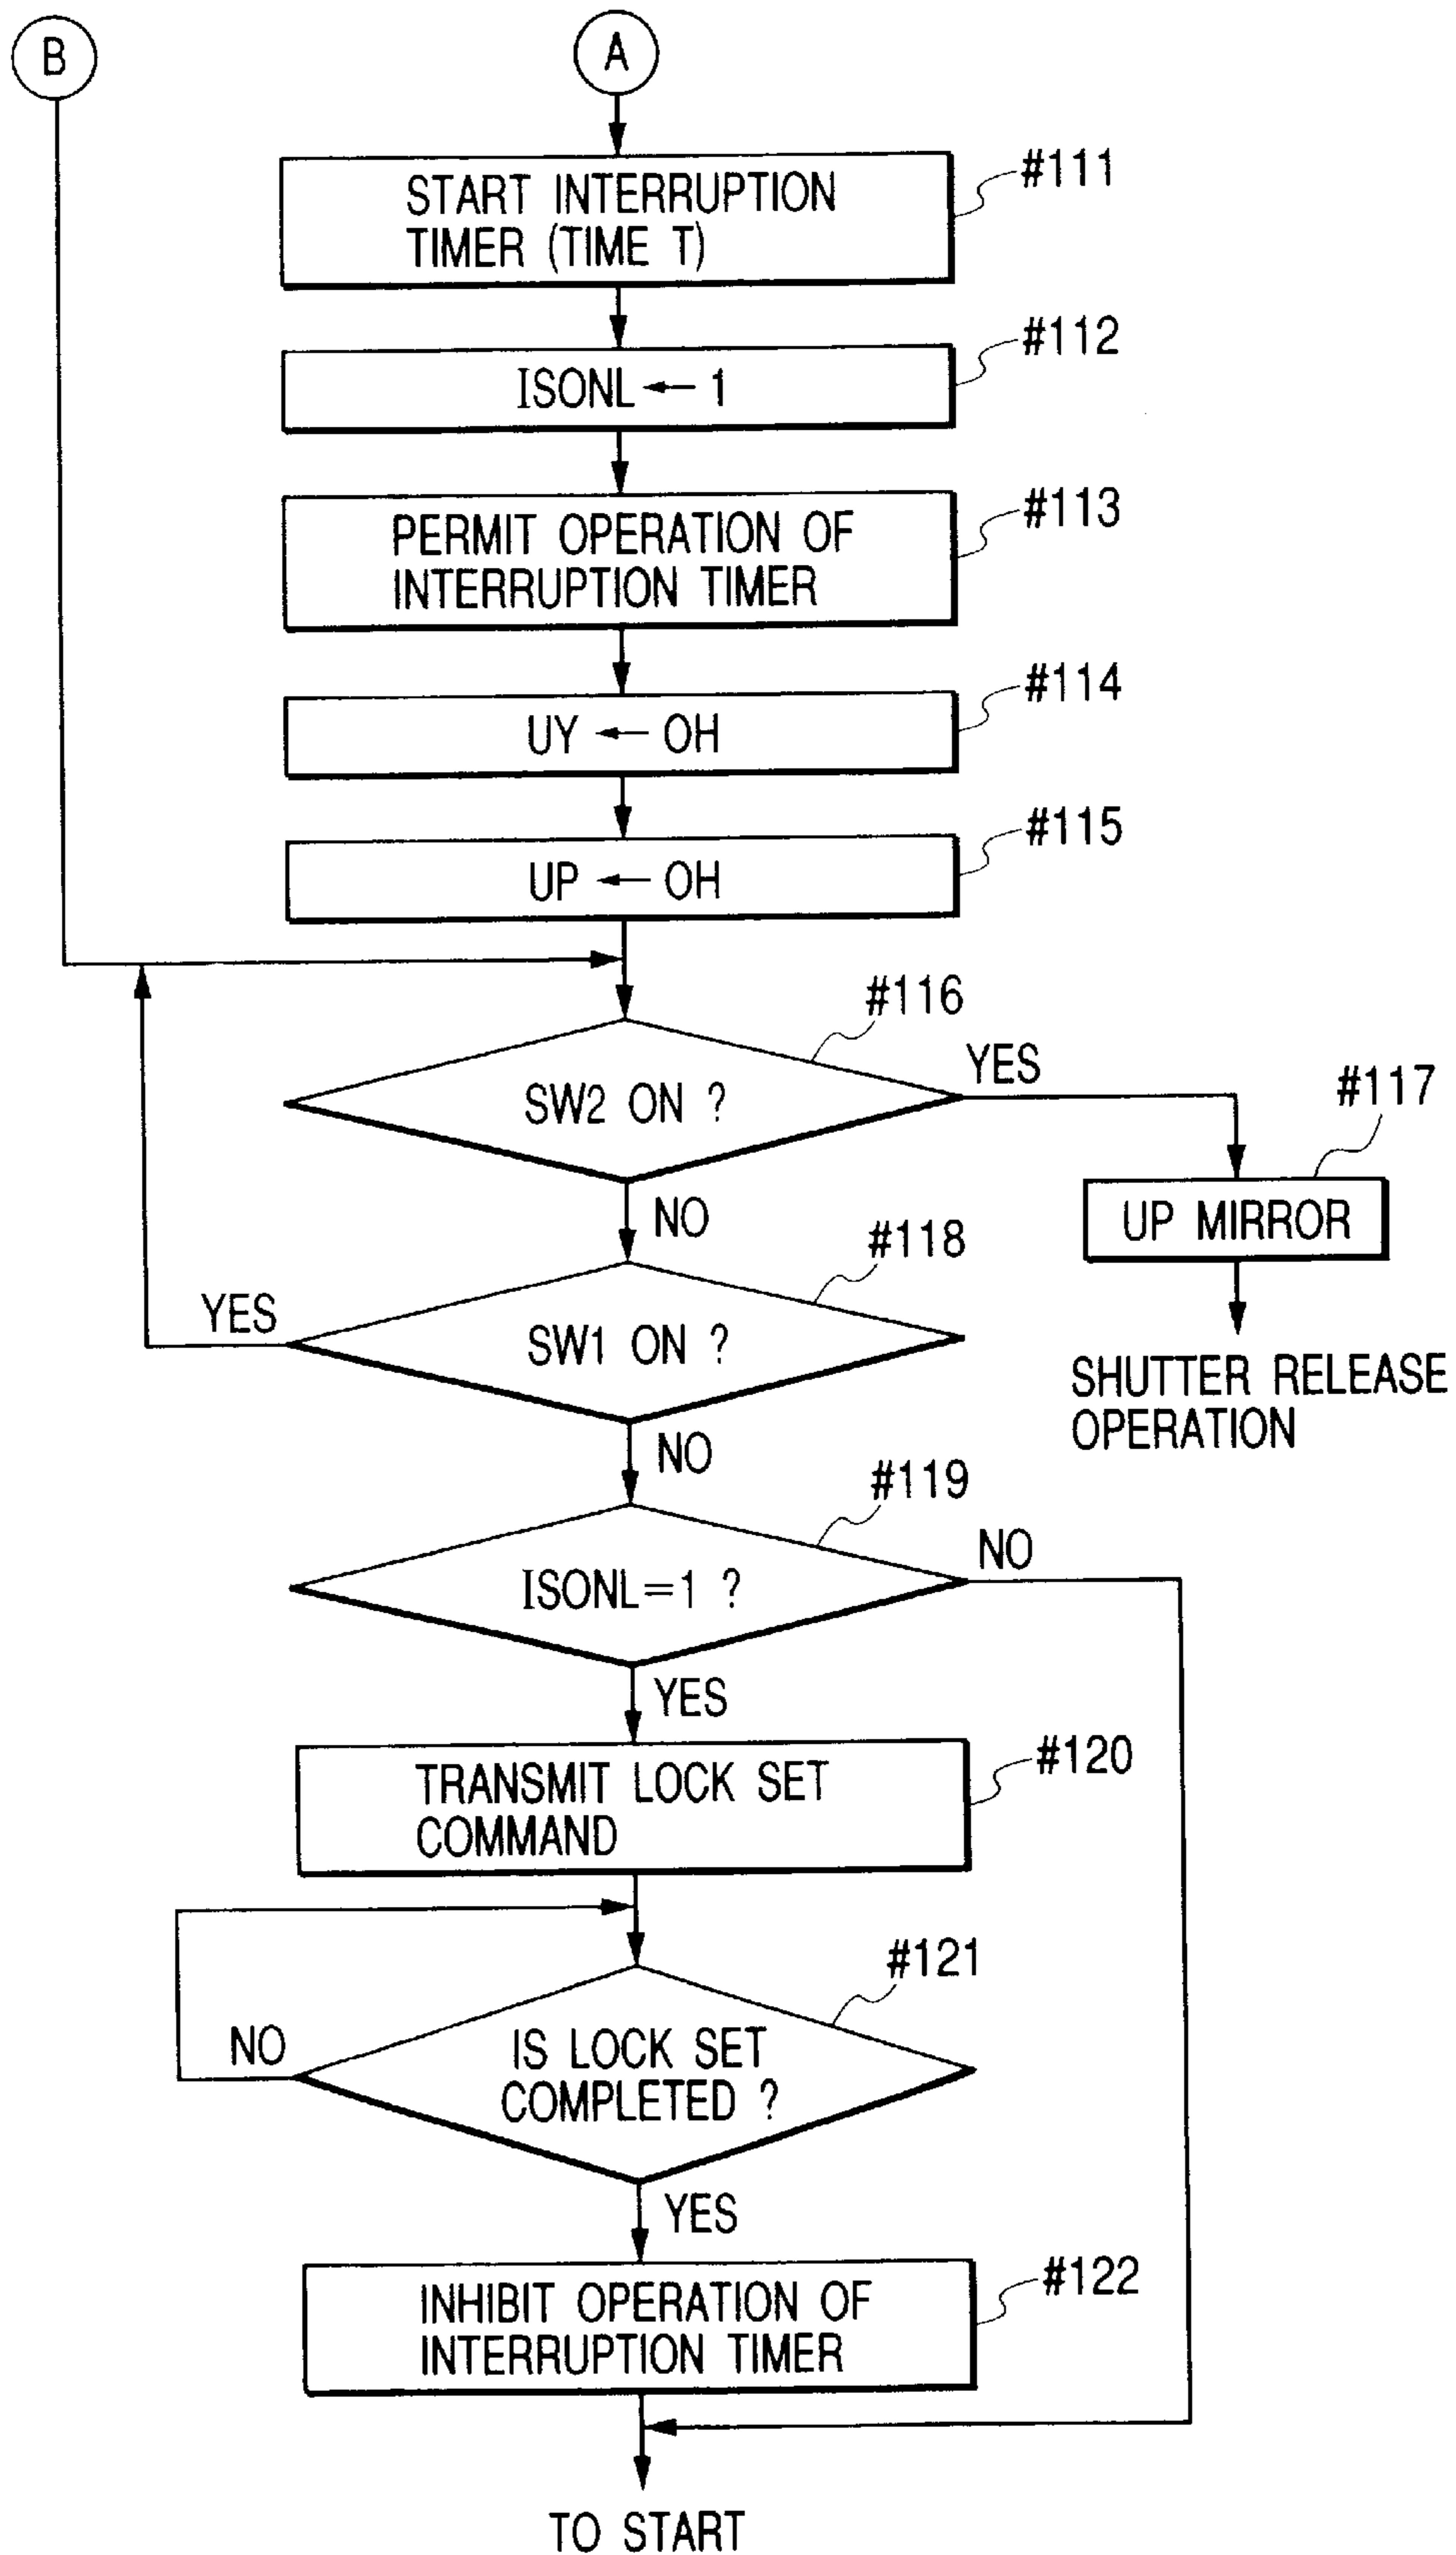 B
A
START INTERRUPTION
TIMER (TIME T)
#111
ISONL ← 1
#112
PERMIT OPERATION OF
INTERRUPTION TIMER
#113
UY ← OH
#114
UP ← OH
#115
#116
SW2 ON ?
YES
NO
#117
UP MIRROR
SHUTTER RELEASE
OPERATION
#118
SW1 ON ?
YES
NO
#119
ISONL=1 ?
NO
YES
TRANSMIT LOCK SET
COMMAND
#120
#121
IS LOCK SET
COMPLETED ?
NO
YES
INHIBIT OPERATION OF
INTERRUPTION TIMER
#122
TO START